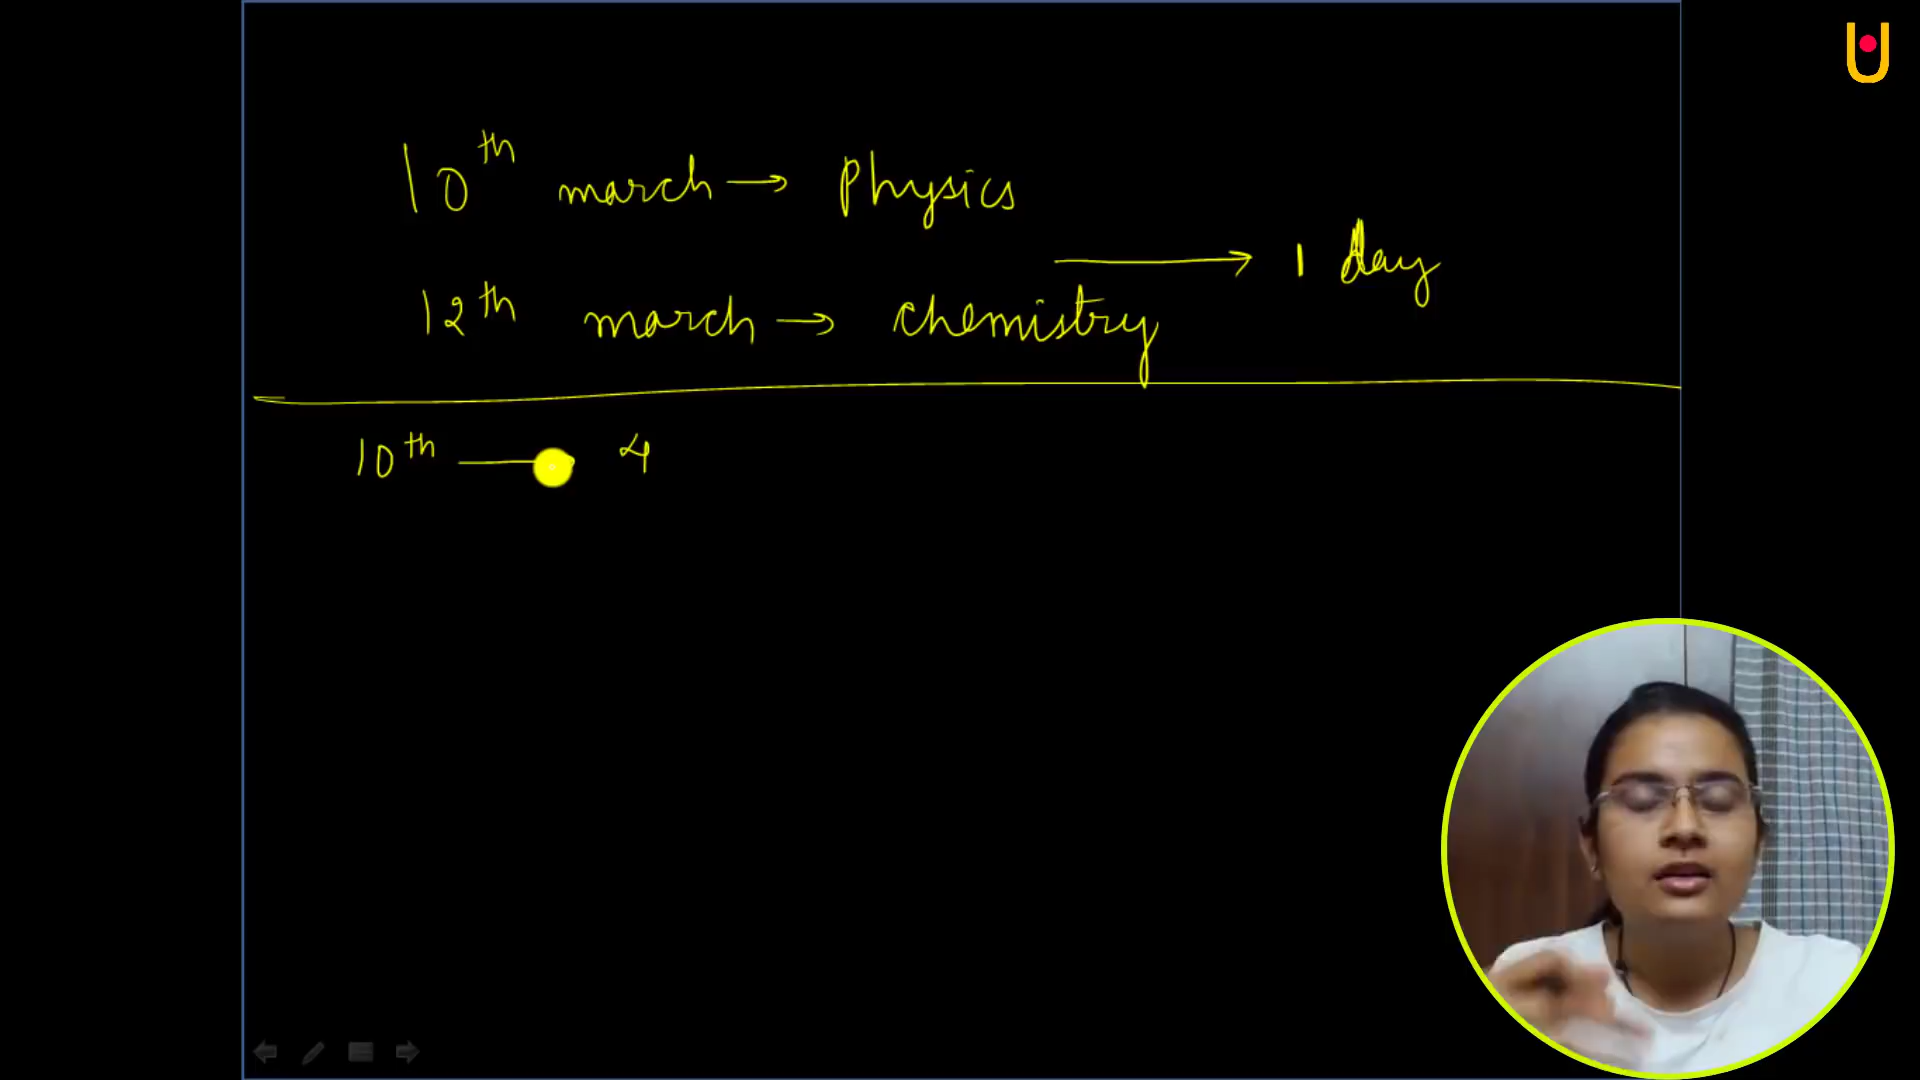 10th march → Physics
→ 1 day
12th march → chemistry
10th — 4